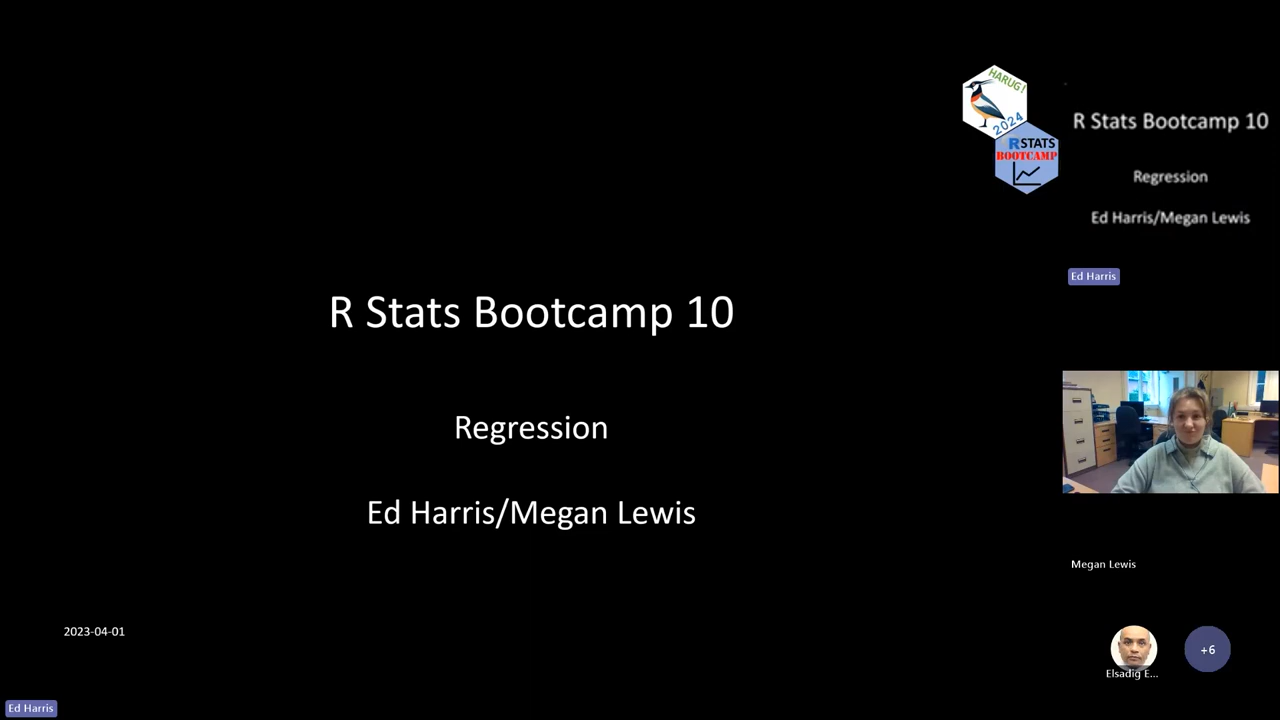 R Stats Bootcamp 10
Regression
Ed Harris/Megan Lewis
2023-04-01
Ed Harris
HARUG!
2024
R STATS
BOOTCAMP
R Stats Bootcamp 10
Regression
Ed Harris/Megan Lewis
Ed Harris
Megan Lewis
Elsadig E...
+6